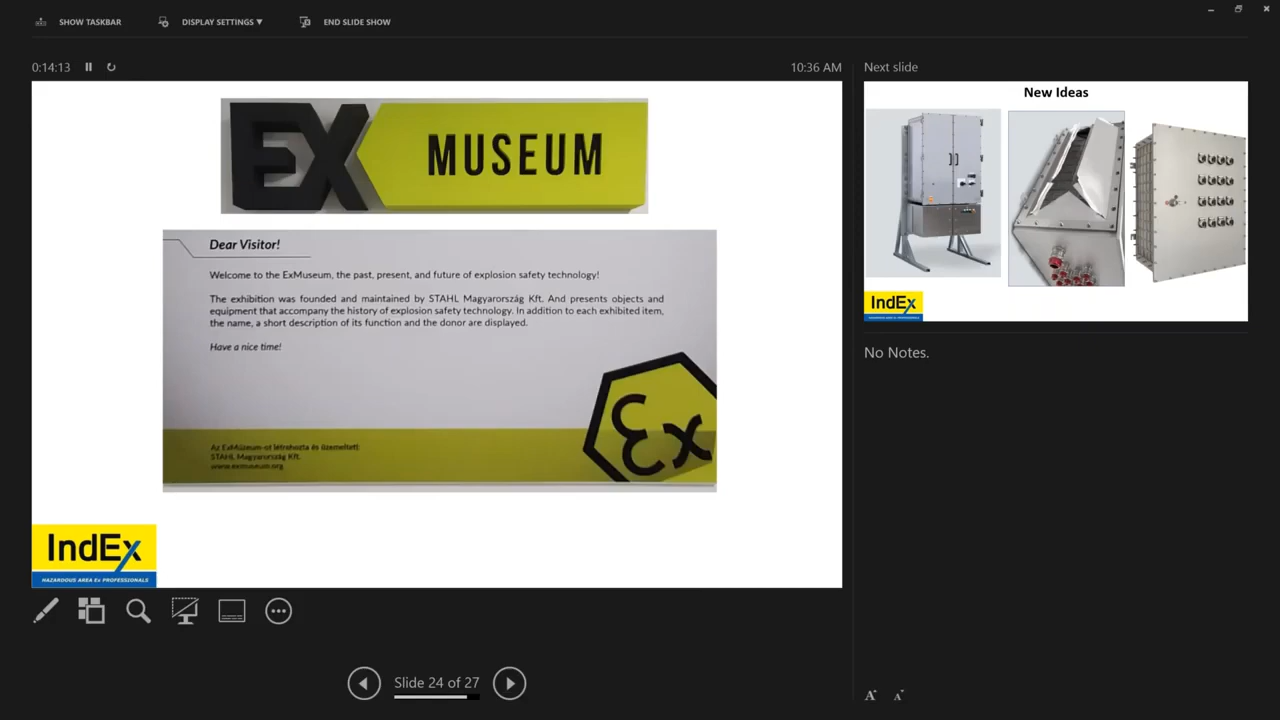 SHOW TASKBAR
DISPLAY SETTINGS ▼
END SLIDE SHOW
0:14:13
10:36 AM
EX MUSEUM
Dear Visitor!
Welcome to the ExMuseum, the past, present, and future of explosion safety technology!
The exhibition was founded and maintained by STAHL Magyarország Kft. And presents objects and
equipment that accompany the history of explosion safety technology. In addition to each exhibited item,
the name, a short description of its function and the donor are displayed.
Have a nice time!
Az ExMúzeum-ot létrehozta és üzemelteti:
STAHL Magyarország Kft.
www.exmuseum.org
Ex
IndEx
HAZARDOUS AREA Ex PROFESSIONALS
Slide 24 of 27
Next slide
New Ideas
IndEx
No Notes.
A
A